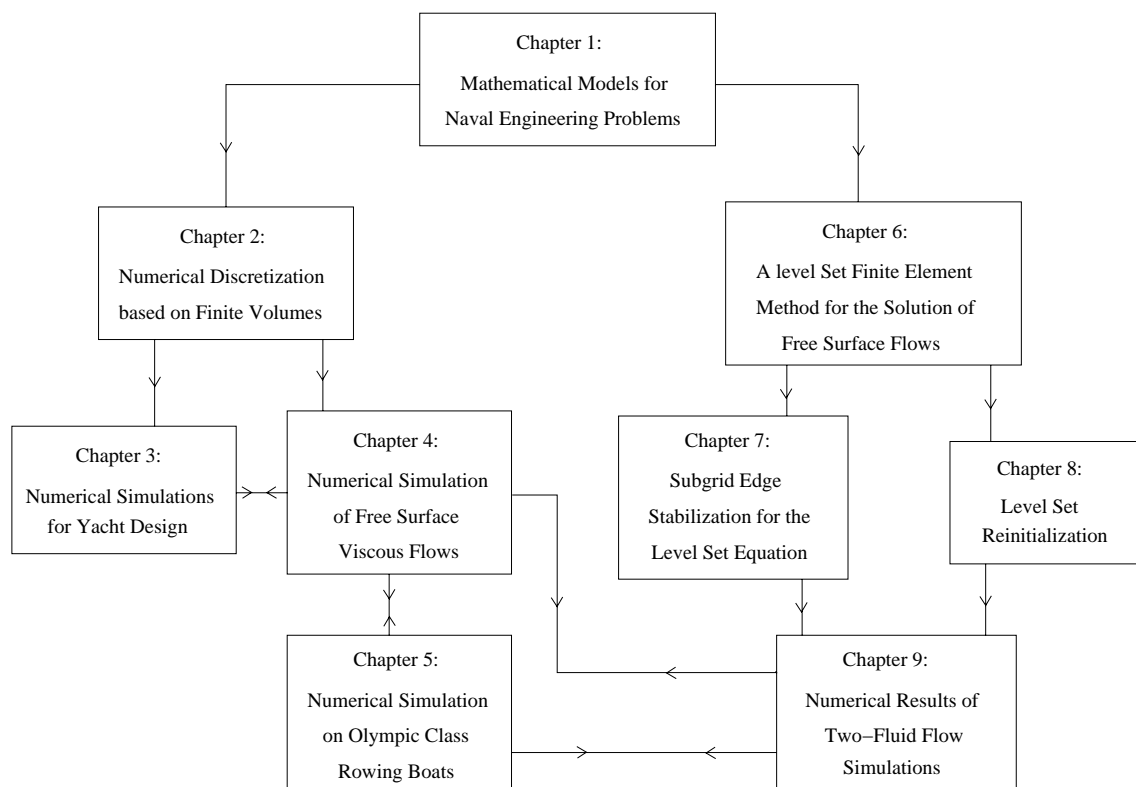 Chapter 1:
Mathematical Models for
Naval Engineering Problems
Chapter 2:
Numerical Discretization
based on Finite Volumes
Chapter 6:
A level Set Finite Element
Method for the Solution of
Free Surface Flows
Chapter 3:
Numerical Simulations
for Yacht Design
Chapter 4:
Numerical Simulation
of Free Surface
Viscous Flows
Chapter 7:
Subgrid Edge
Stabilization for the
Level Set Equation
Chapter 8:
Level Set
Reinitialization
Chapter 5:
Numerical Simulation
on Olympic Class
Rowing Boats
Chapter 9:
Numerical Results of
Two−Fluid Flow
Simulations